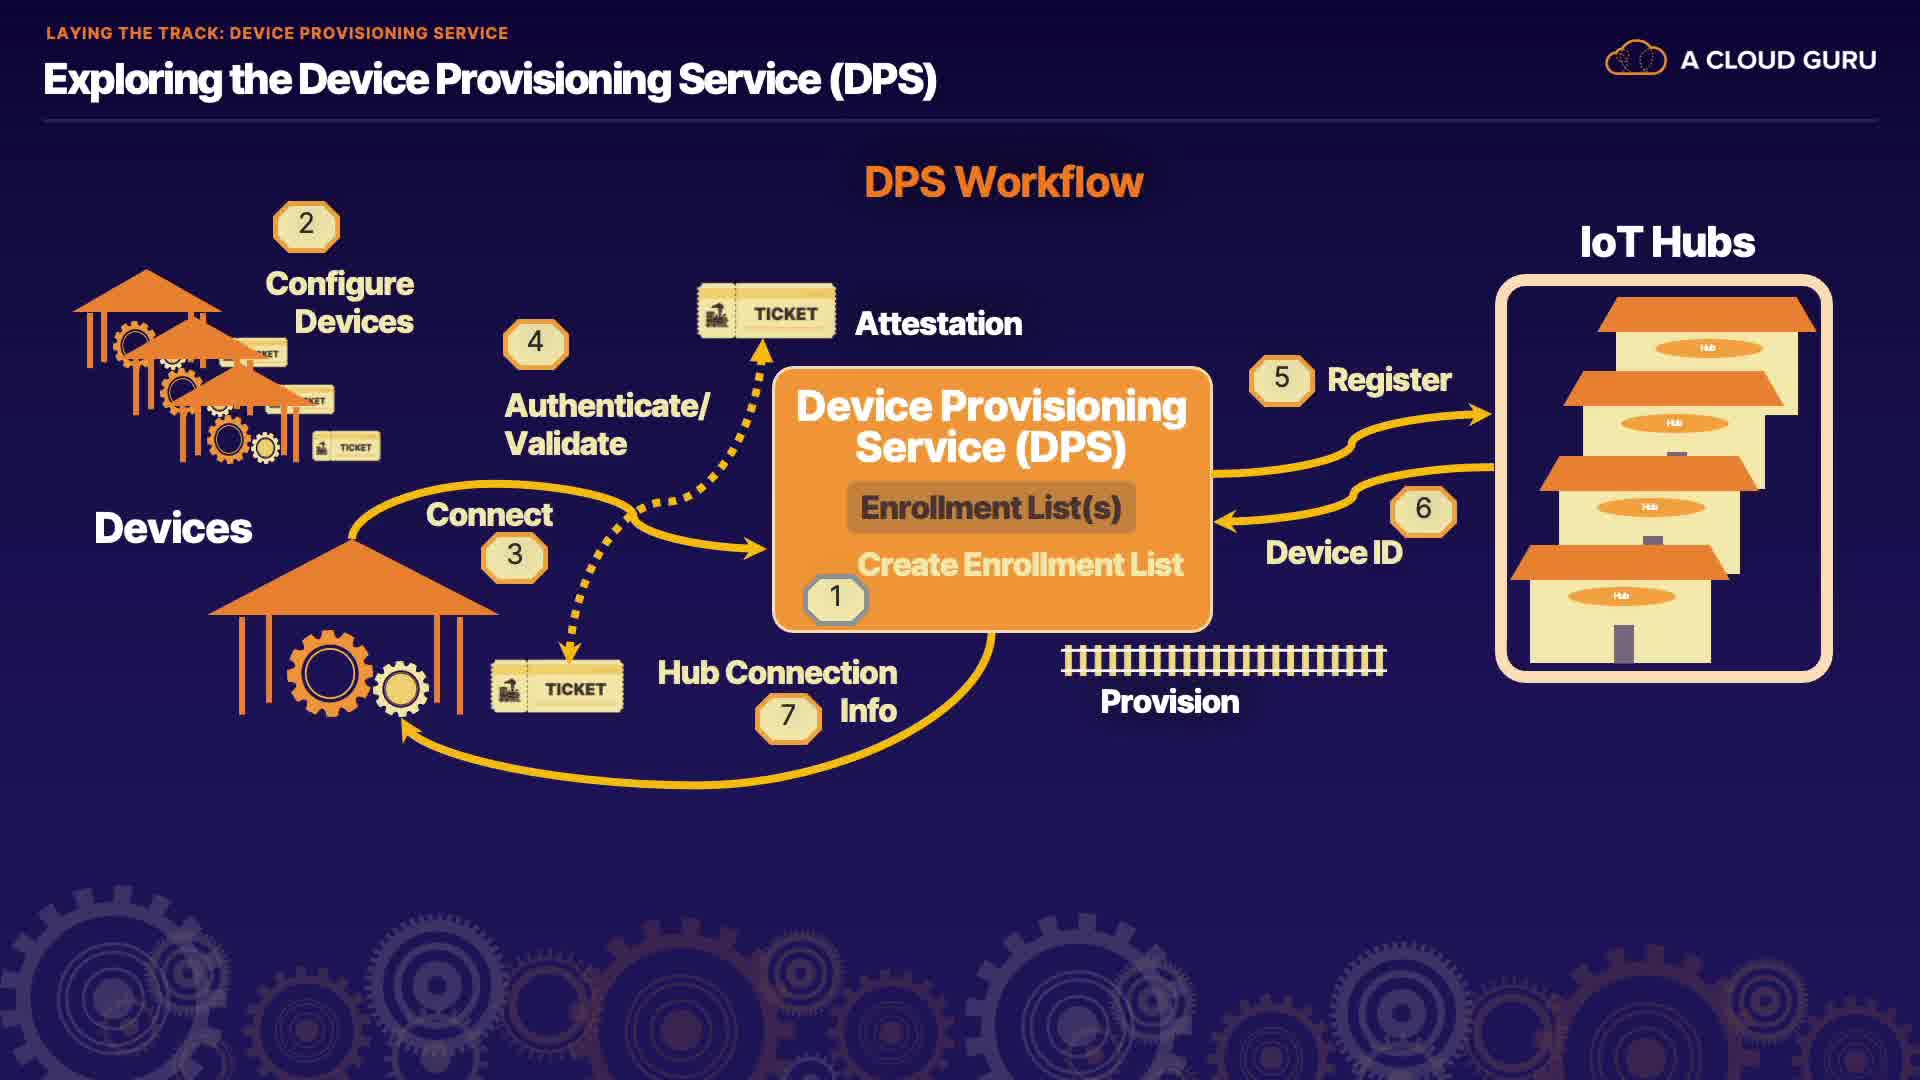 LAYING THE TRACK: DEVICE PROVISIONING SERVICE
Exploring the Device Provisioning Service (DPS)
A CLOUD GURU
DPS Workflow
2
Configure
Devices
TICKET
Devices
4
Authenticate/
Validate
Connect
3
TICKET
Attestation
TICKET
Device Provisioning
Service (DPS)
Enrollment List(s)
Create Enrollment List
1
Hub Connection
Info
7
Provision
5
Register
6
Device ID
IoT Hubs
Hub
Hub
Hub
Hub